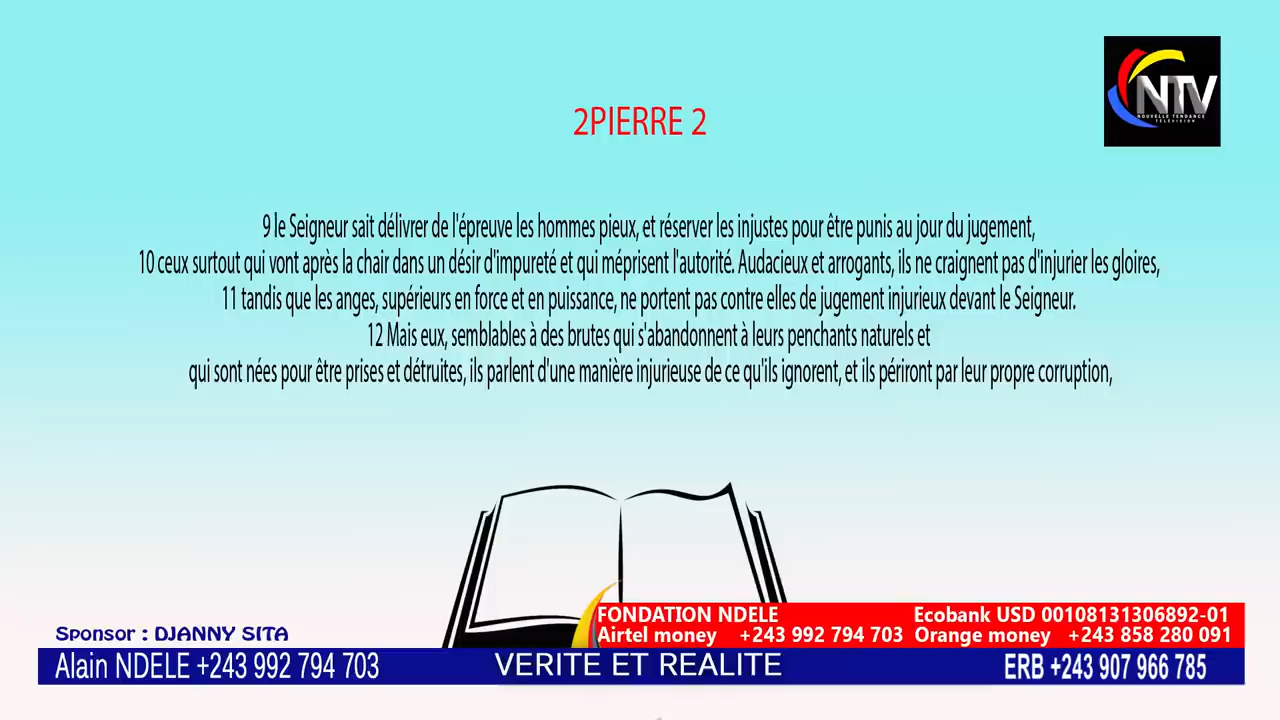 NTV
NOUVELLE TENDANCE
TELEVISION
2PIERRE 2
9 le Seigneur sait délivrer de l'épreuve les hommes pieux, et réserver les injustes pour être punis au jour du jugement,
10 ceux surtout qui vont après la chair dans un désir d'impureté et qui méprisent l'autorité. Audacieux et arrogants, ils ne craignent pas d'injurier les gloires,
11 tandis que les anges, supérieurs en force et en puissance, ne portent pas contre elles de jugement injurieux devant le Seigneur.
12 Mais eux, semblables à des brutes qui s'abandonnent à leurs penchants naturels et
qui sont nées pour être prises et détruites, ils parlent d'une manière injurieuse de ce qu'ils ignorent, et ils périront par leur propre corruption,
FONDATION NDELE Ecobank USD 00108131306892-01
Airtel money +243 992 794 703 Orange money +243 858 280 091
Sponsor : DJANNY SITA
Alain NDELE +243 992 794 703 VERITE ET REALITE ERB +243 907 966 785